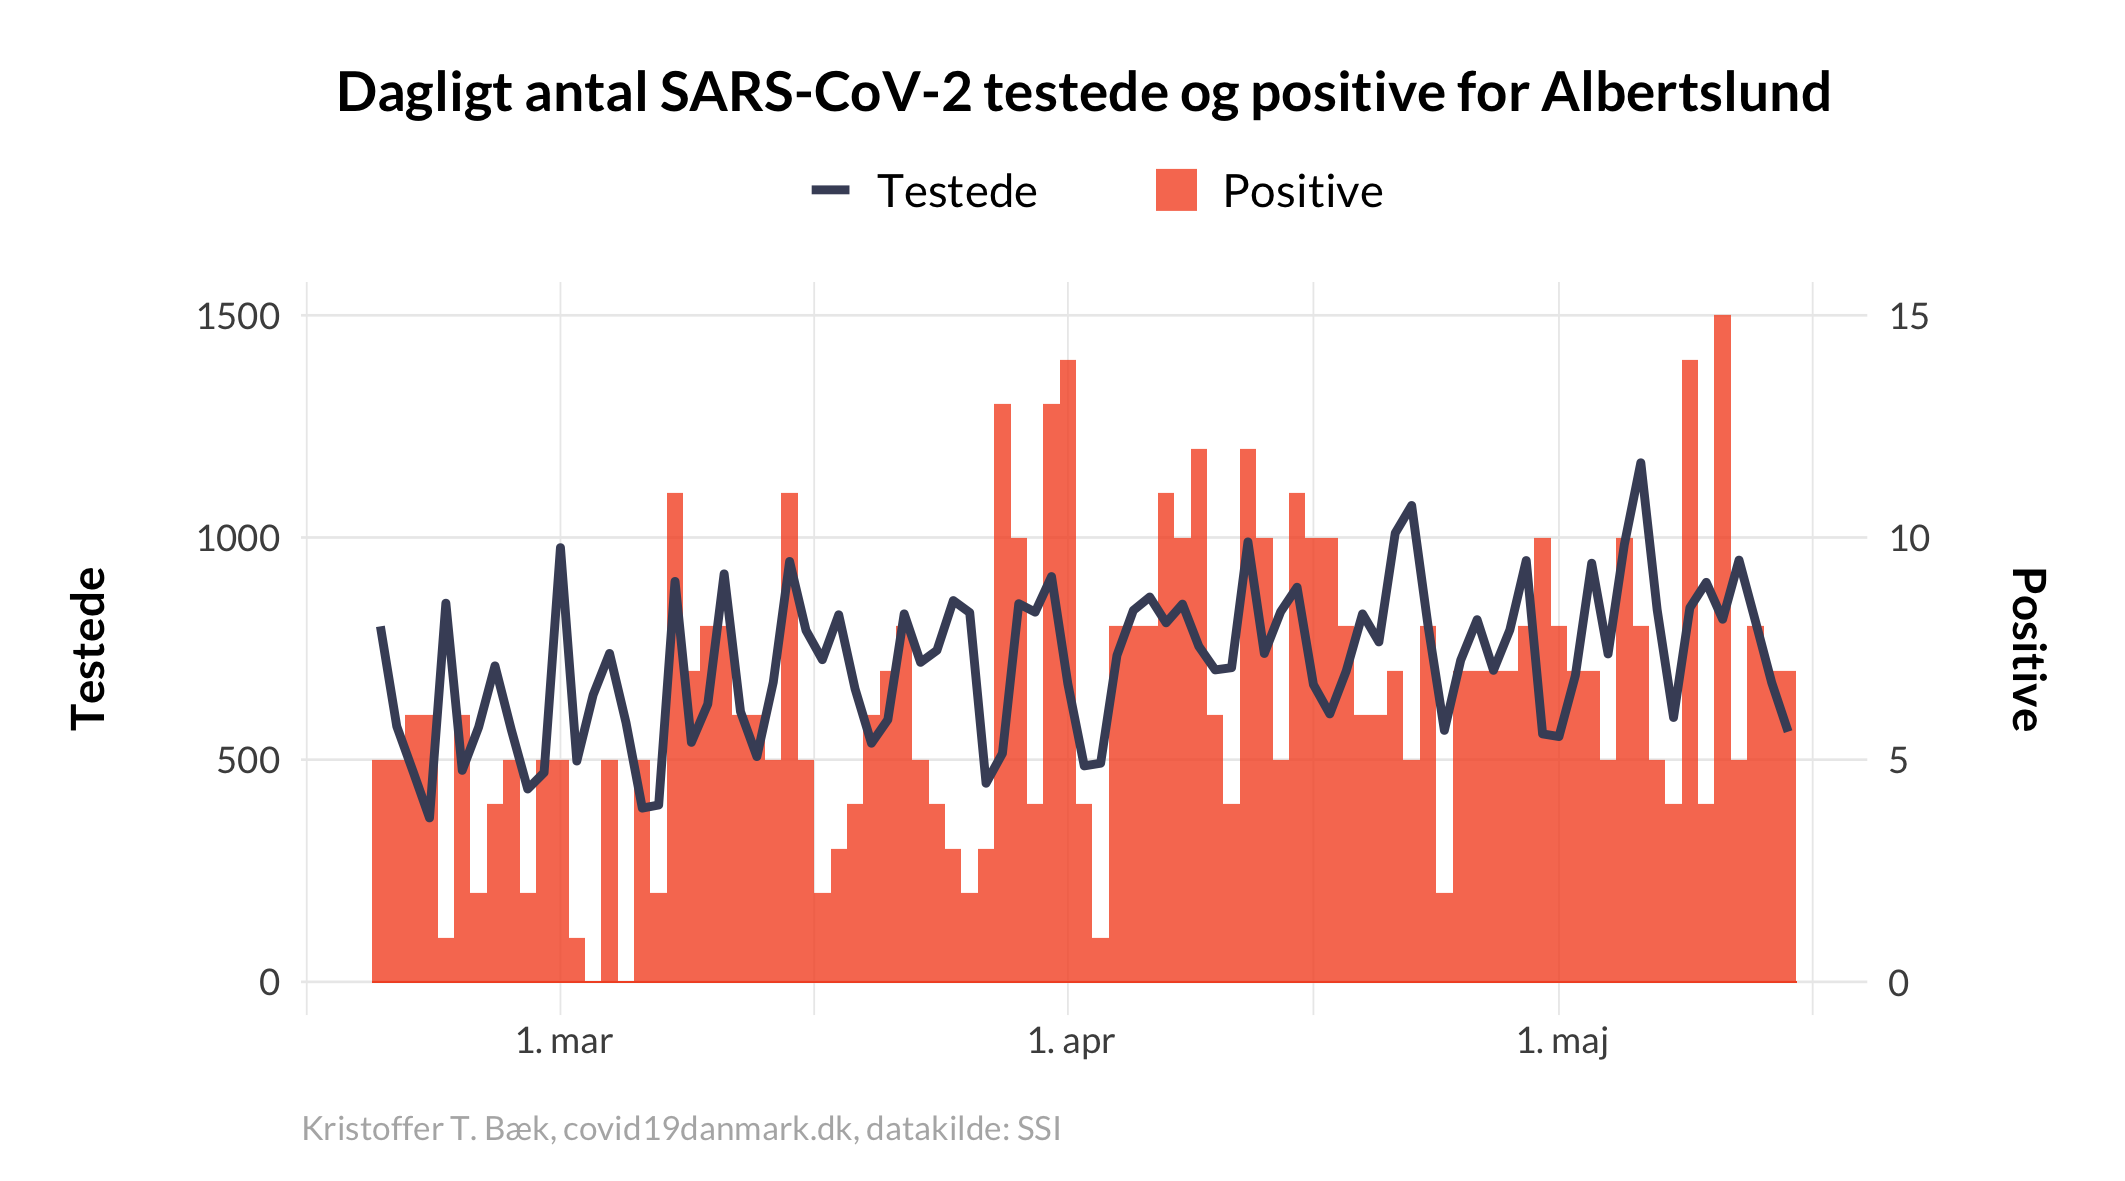 Dagligt antal SARS-CoV-2 testede og positive for Albertslund
Testede
Positive
1500
1000
500
0
15
10
5
0
Testede
Positive
1. mar
1. apr
1. maj
Kristoffer T. Bæk, covid19danmark.dk, datakilde: SSI